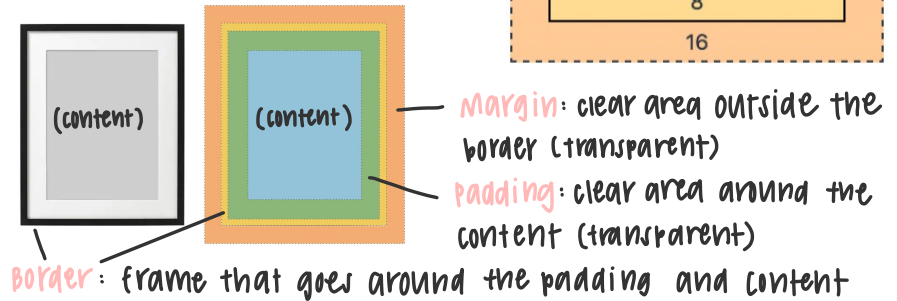 8
16
(content)
(content)
Margin: clear area outside the
border (transparent)
padding: clear area around the
content (transparent)
Border: frame that goes around the padding and content